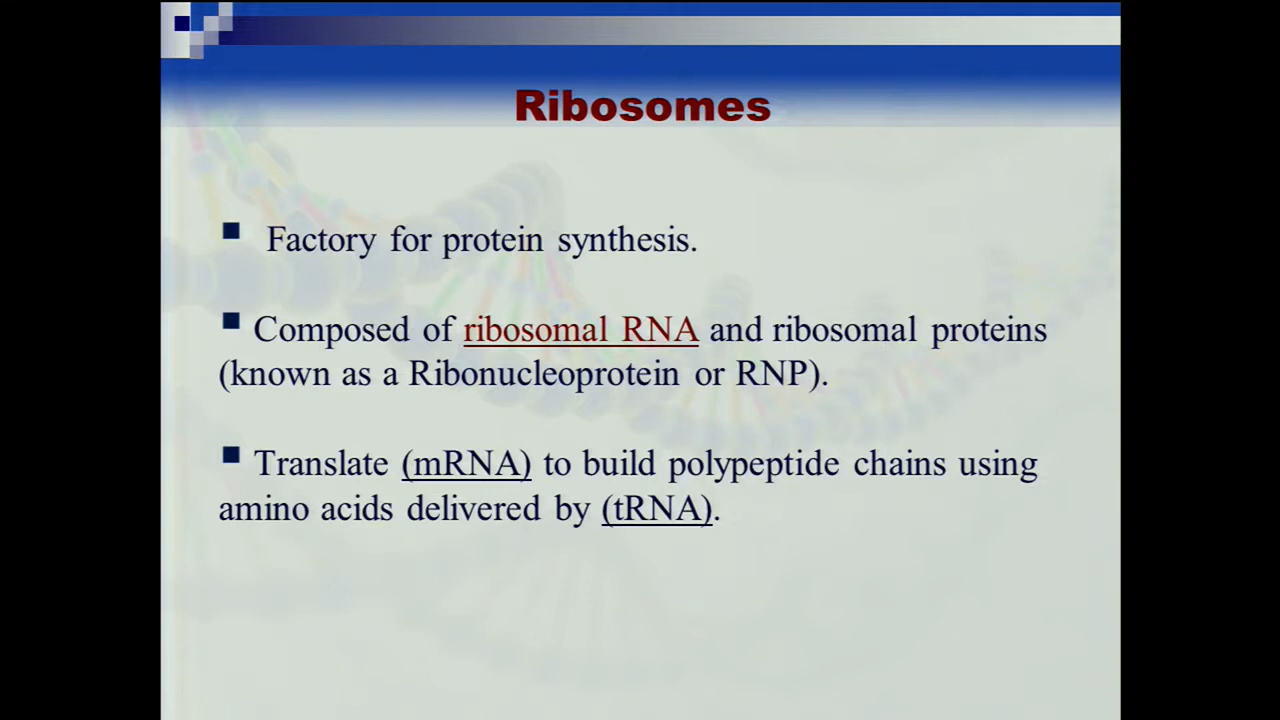 Ribosomes
▪ Factory for protein synthesis.
▪ Composed of ribosomal RNA and ribosomal proteins
(known as a Ribonucleoprotein or RNP).
▪ Translate (mRNA) to build polypeptide chains using
amino acids delivered by (tRNA).